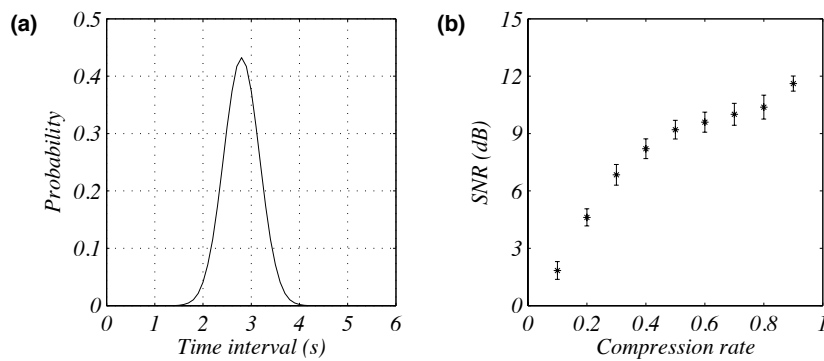 (a)
0.5
0.4
0.3
0.2
0.1
0
Probability
0 1 2 3 4 5 6
Time interval (s)
(b)
15
12
9
6
3
0
SNR (dB)
0 0.2 0.4 0.6 0.8 1
Compression rate